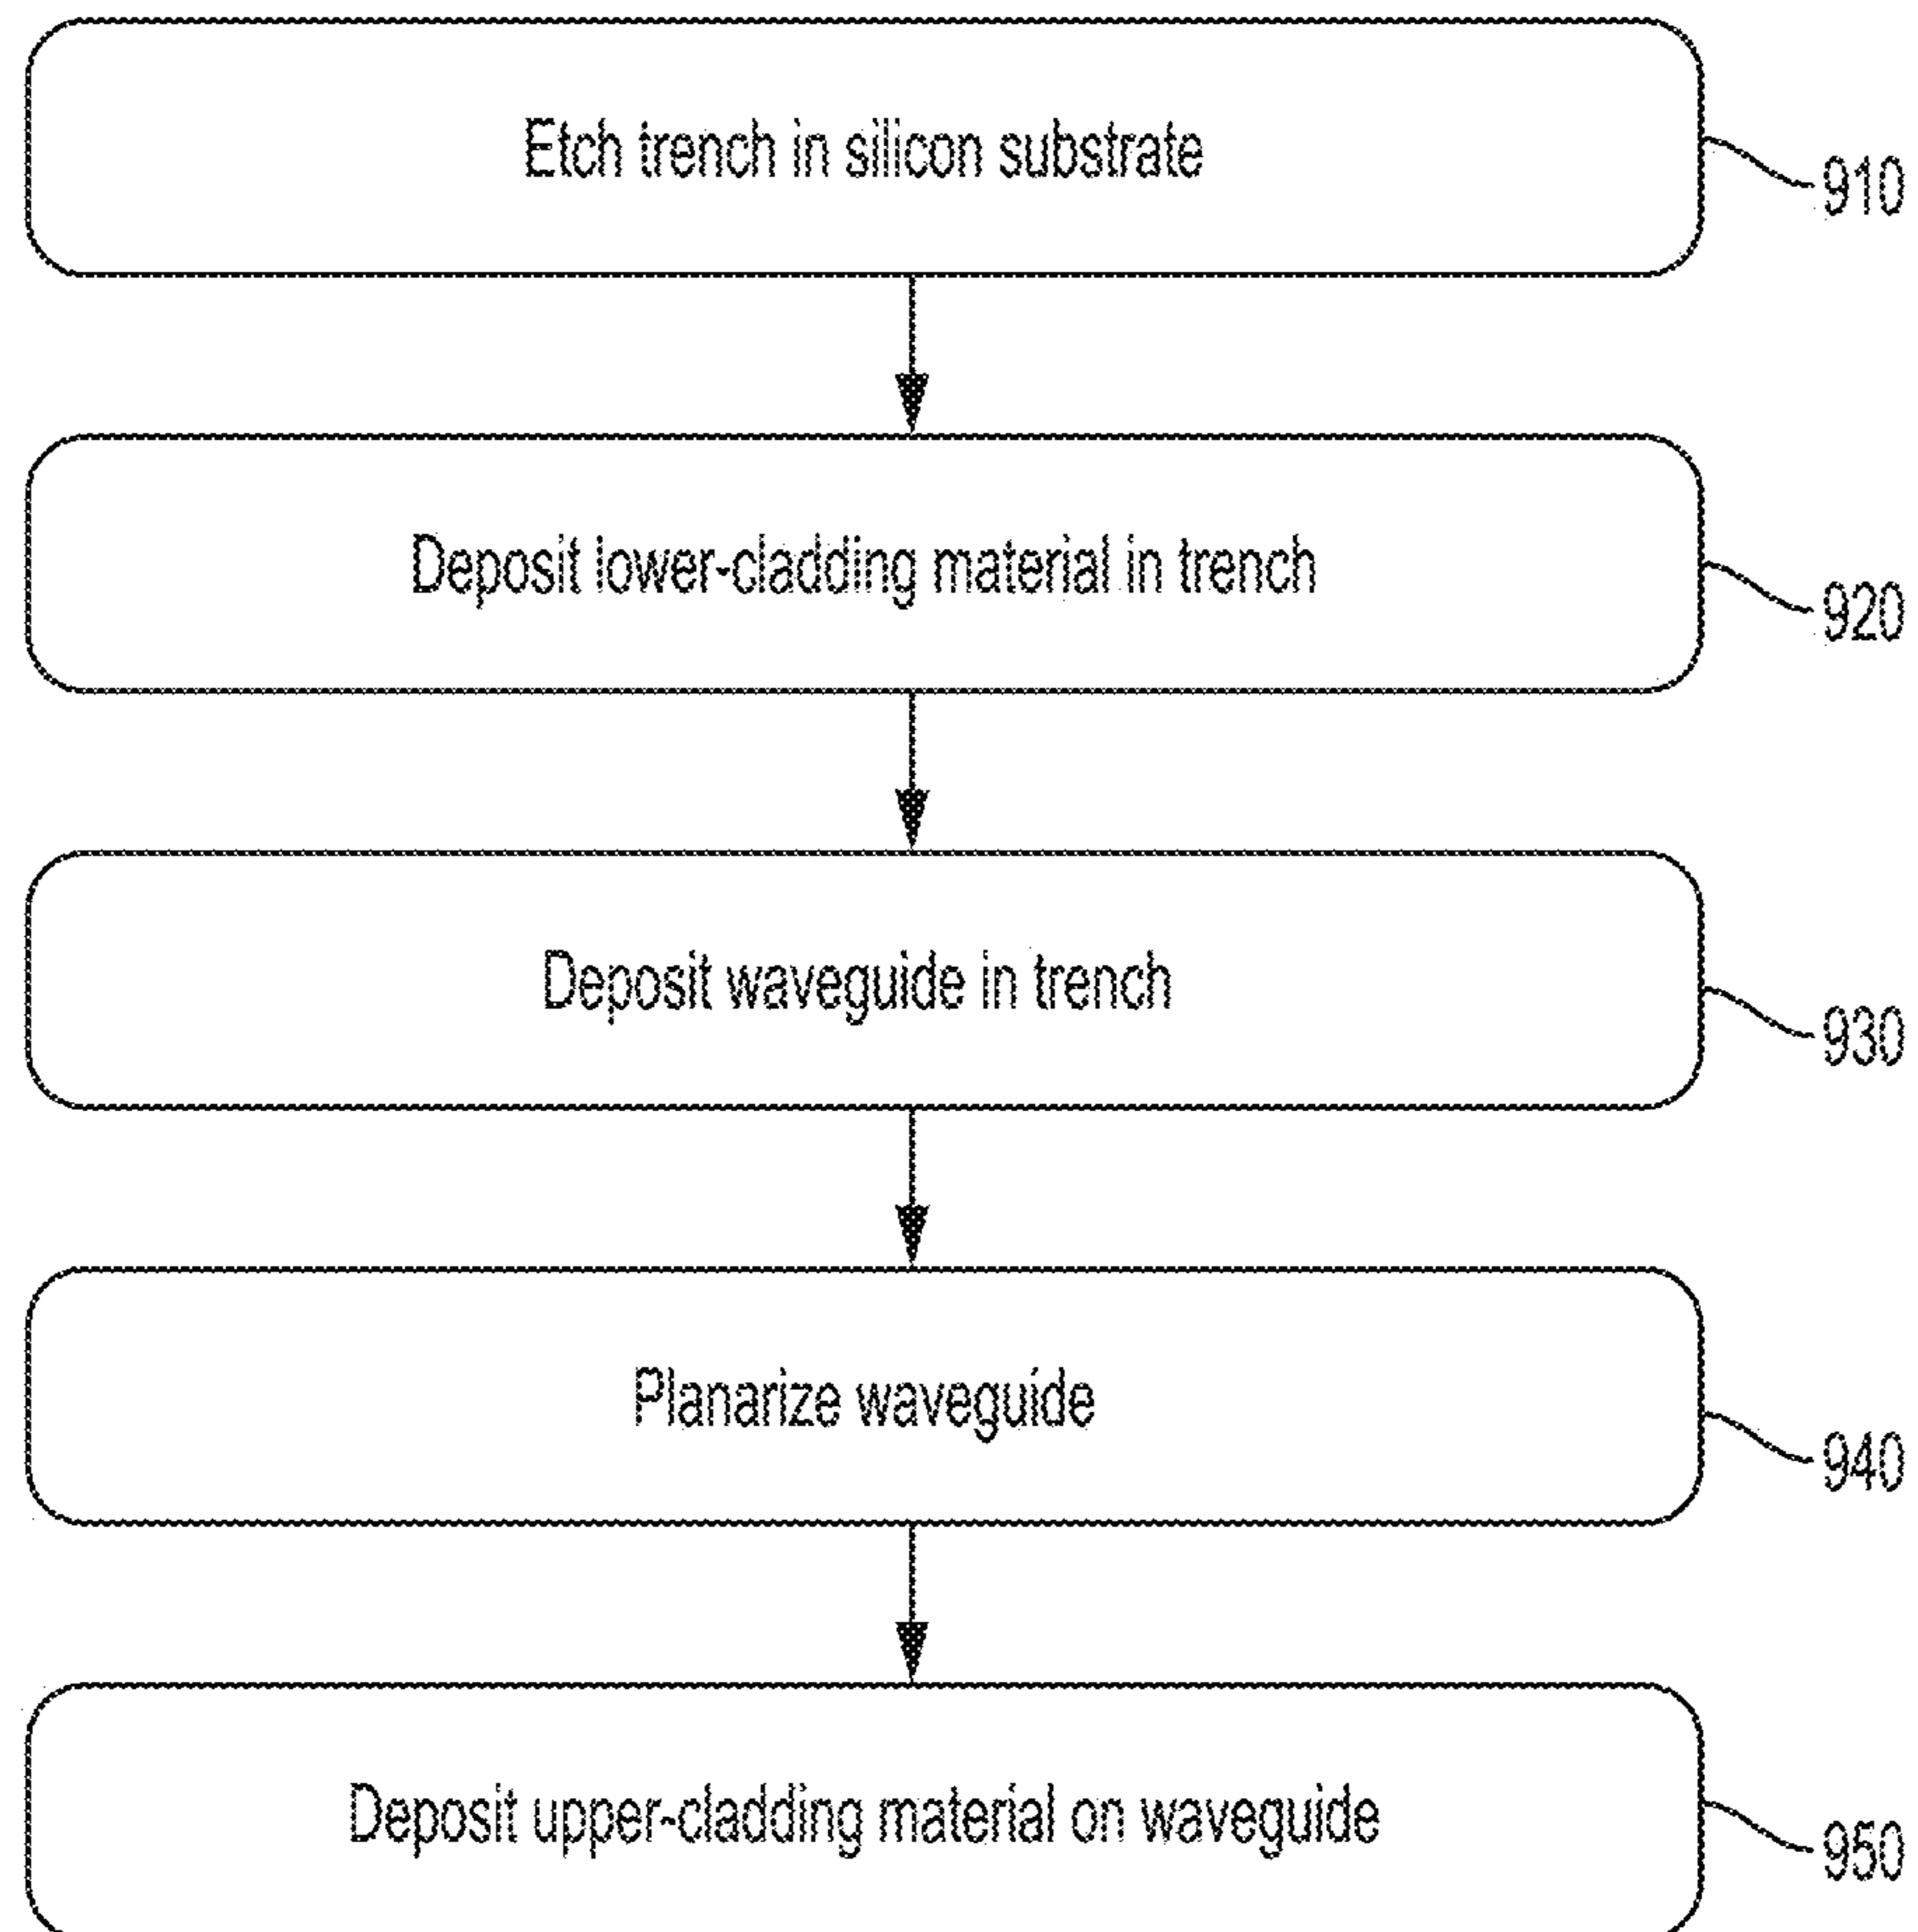 Etch trench in silicon substrate
910
Deposit lower-cladding material in trench
920
Deposit waveguide in trench
930
Planarize waveguide
940
Deposit upper-cladding material on waveguide
950